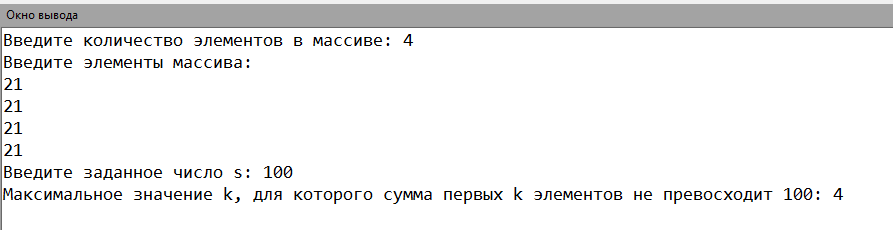 Окно вывода
Введите количество элементов в массиве: 4
Введите элементы массива:
21
21
21
21
Введите заданное число s: 100
Максимальное значение k, для которого сумма первых k элементов не превосходит 100: 4